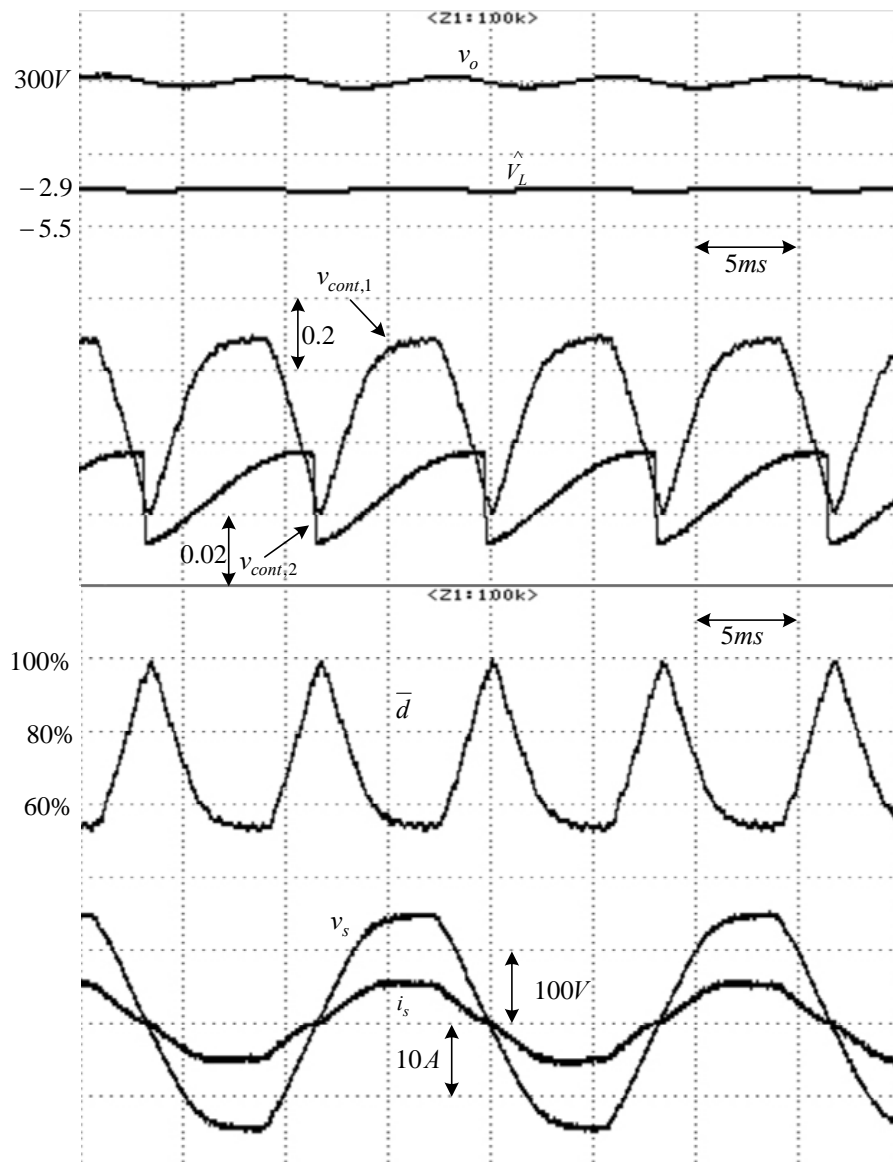 <Z1:100k>
v_o
300V
^
V_L
−2.9
−5.5
5ms
v_cont,1
0.2
0.02
v_cont,2
<Z1:100k>
5ms
100%
d̅
80%
60%
v_s
100V
i_s
10A